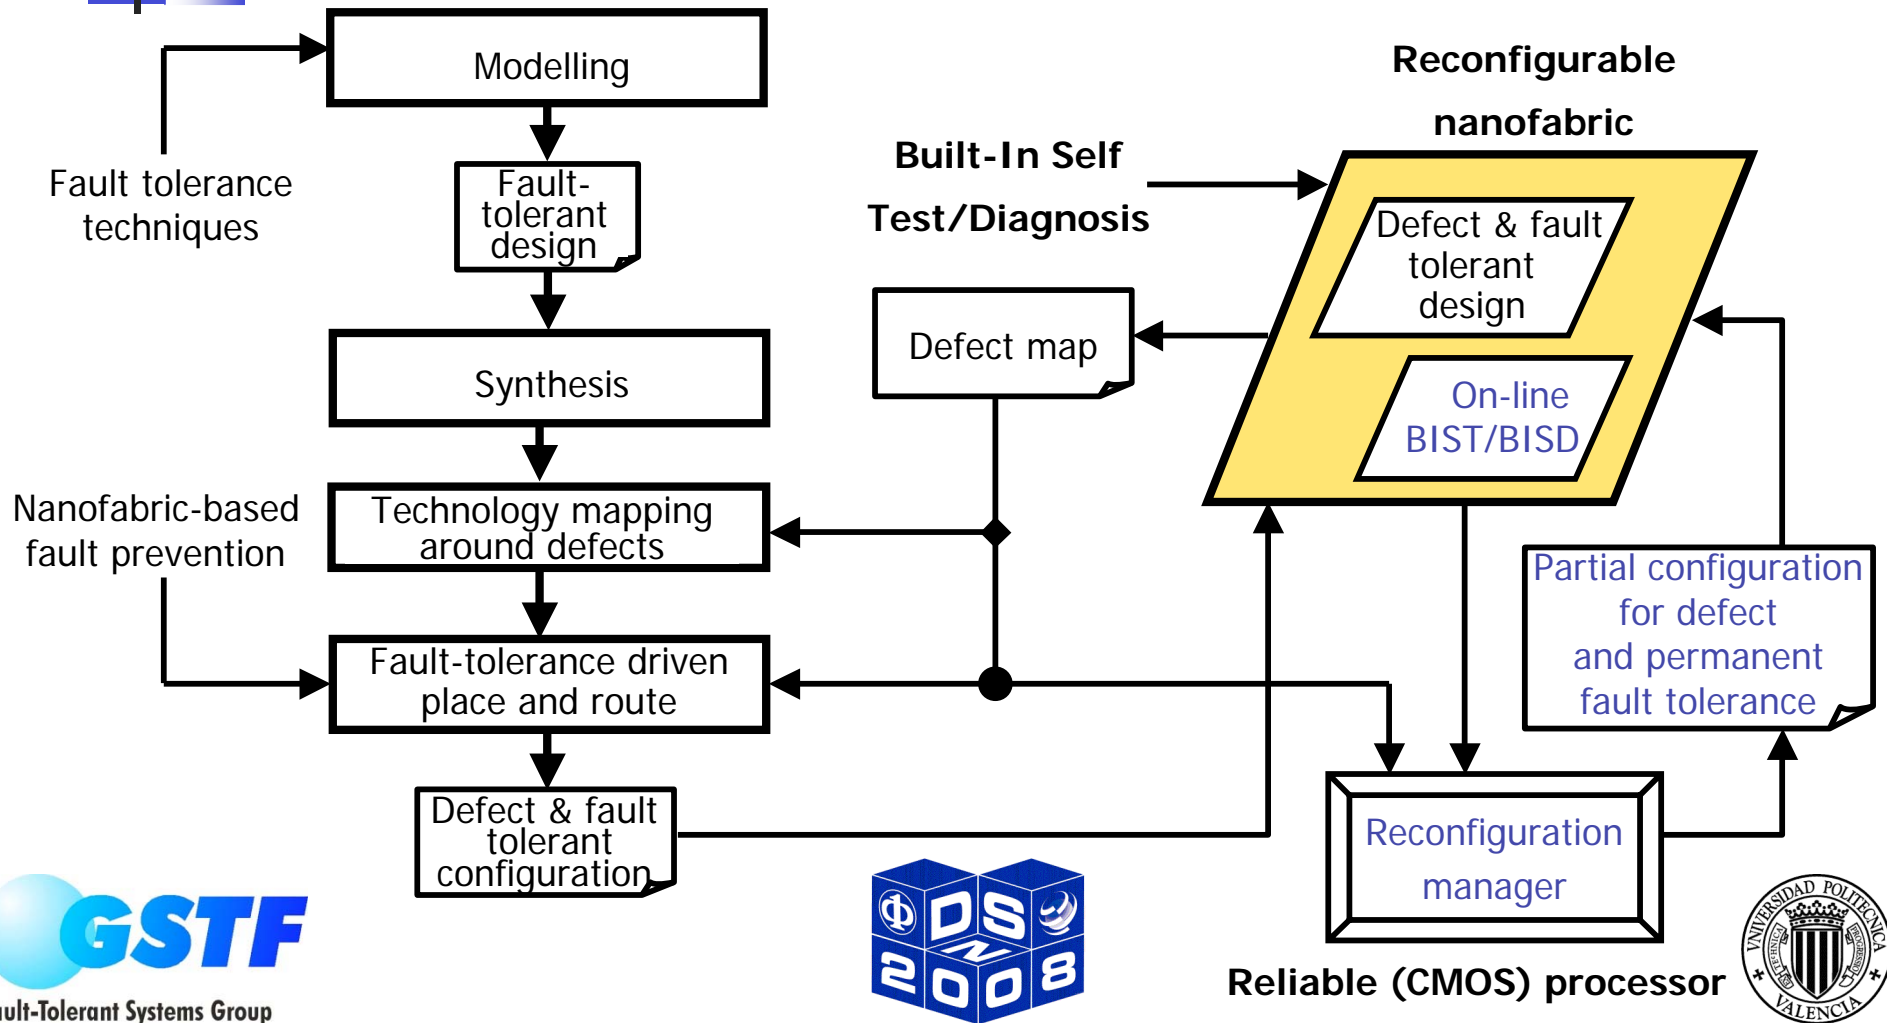 Modelling
Fault tolerance
techniques
Fault-
tolerant
design
Synthesis
Nanofabric-based
fault prevention
Technology mapping
around defects
Fault-tolerance driven
place and route
Defect & fault
tolerant
configuration
Built-In Self
Test/Diagnosis
Defect map
Reconfigurable
nanofabric
Defect & fault
tolerant
design
On-line
BIST/BISD
Partial configuration
for defect
and permanent
fault tolerance
Reconfiguration
manager
Reliable (CMOS) processor
GSTF
ault-Tolerant Systems Group
DS
N
2008
UNIVERSIDAD POLITECNICA
VALENCIA